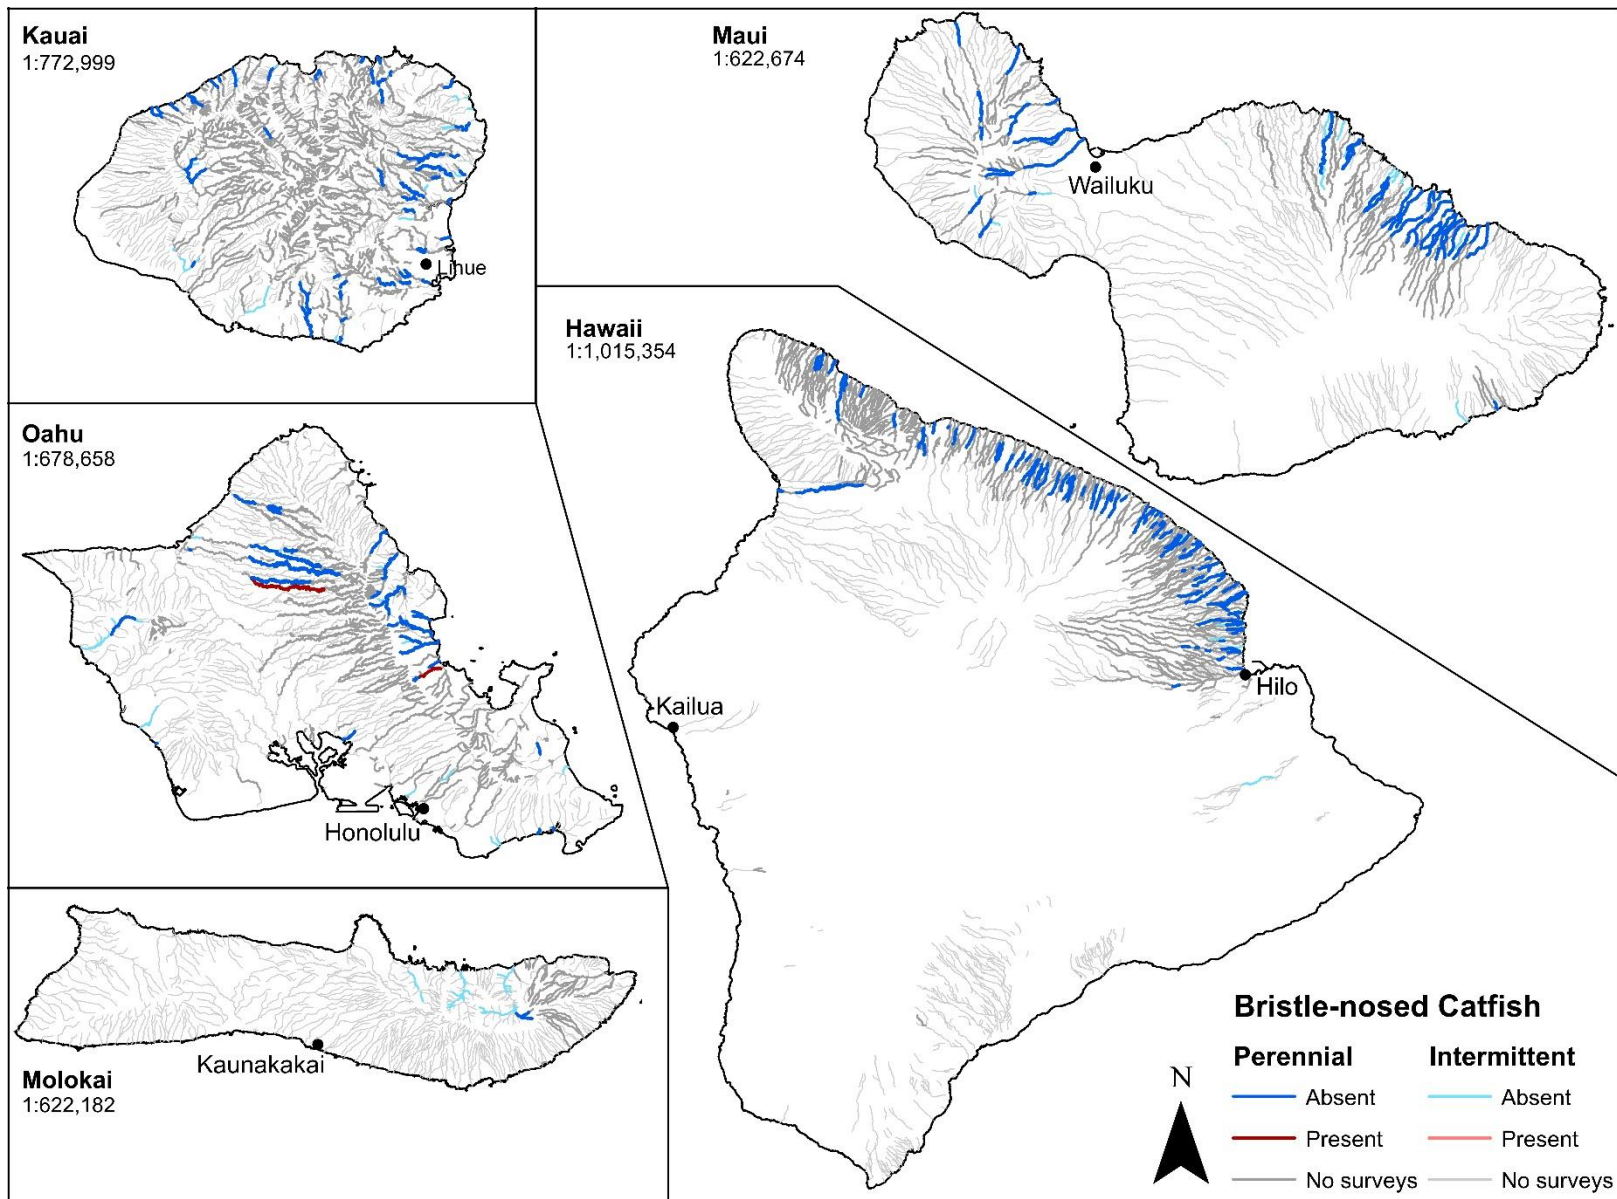 Kauai
1:772,999
Lihue
Maui
1:622,674
Wailuku
Hawaii
1:1,015,354
Kailua
Hilo
Oahu
1:678,658
Honolulu
Molokai
1:622,182
Kaunakakai
N
Bristle-nosed Catfish
Perennial Intermittent
Absent Absent
Present Present
No surveys No surveys